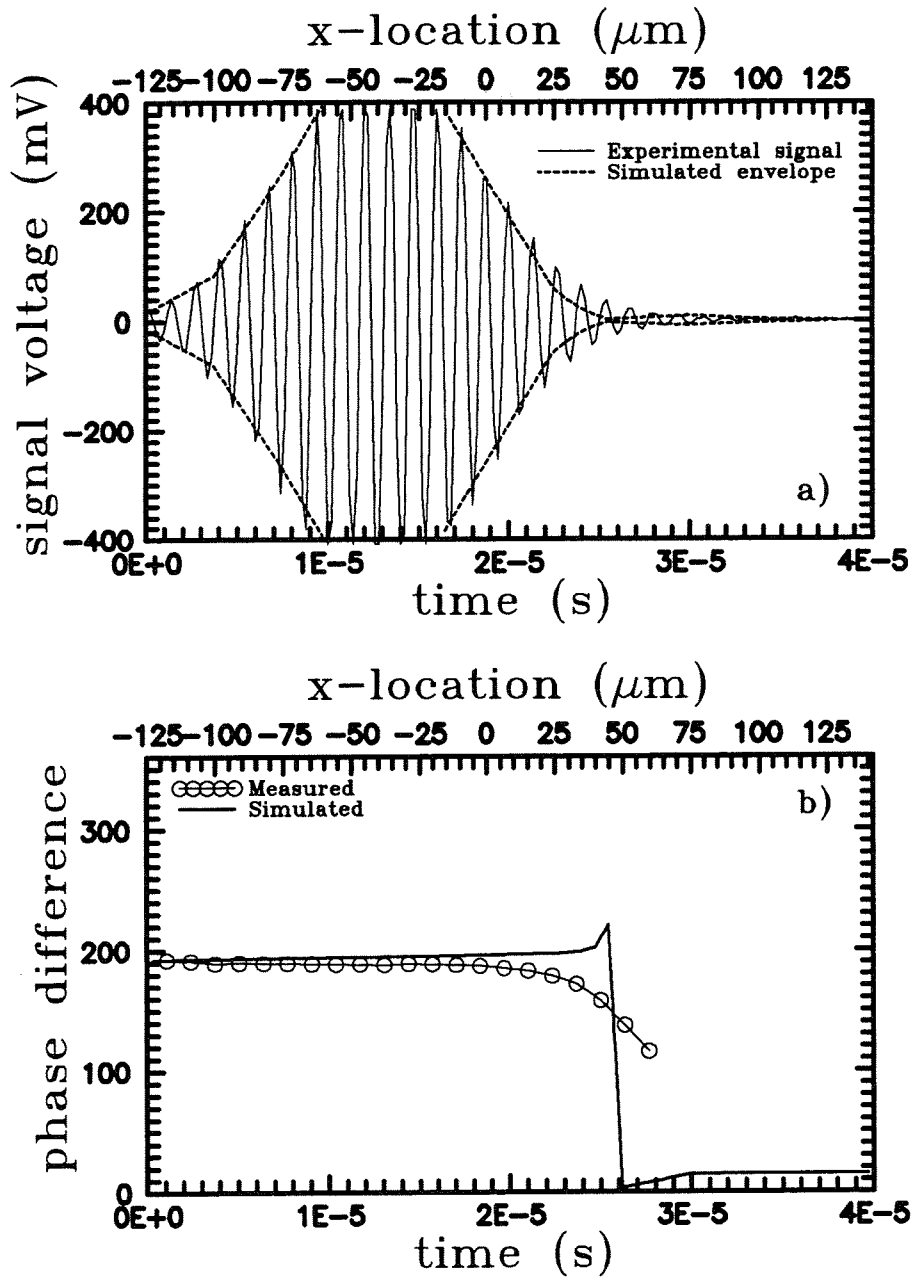 x-location (μm)
-125 -100 -75 -50 -25 0 25 50 75 100 125
signal voltage (mV)
400
200
0
-200
-400
Experimental signal
Simulated envelope
a)
0E+0 1E-5 2E-5 3E-5 4E-5
time (s)
x-location (μm)
-125 -100 -75 -50 -25 0 25 50 75 100 125
phase difference
300
200
100
0
Measured
Simulated
b)
0E+0 1E-5 2E-5 3E-5 4E-5
time (s)